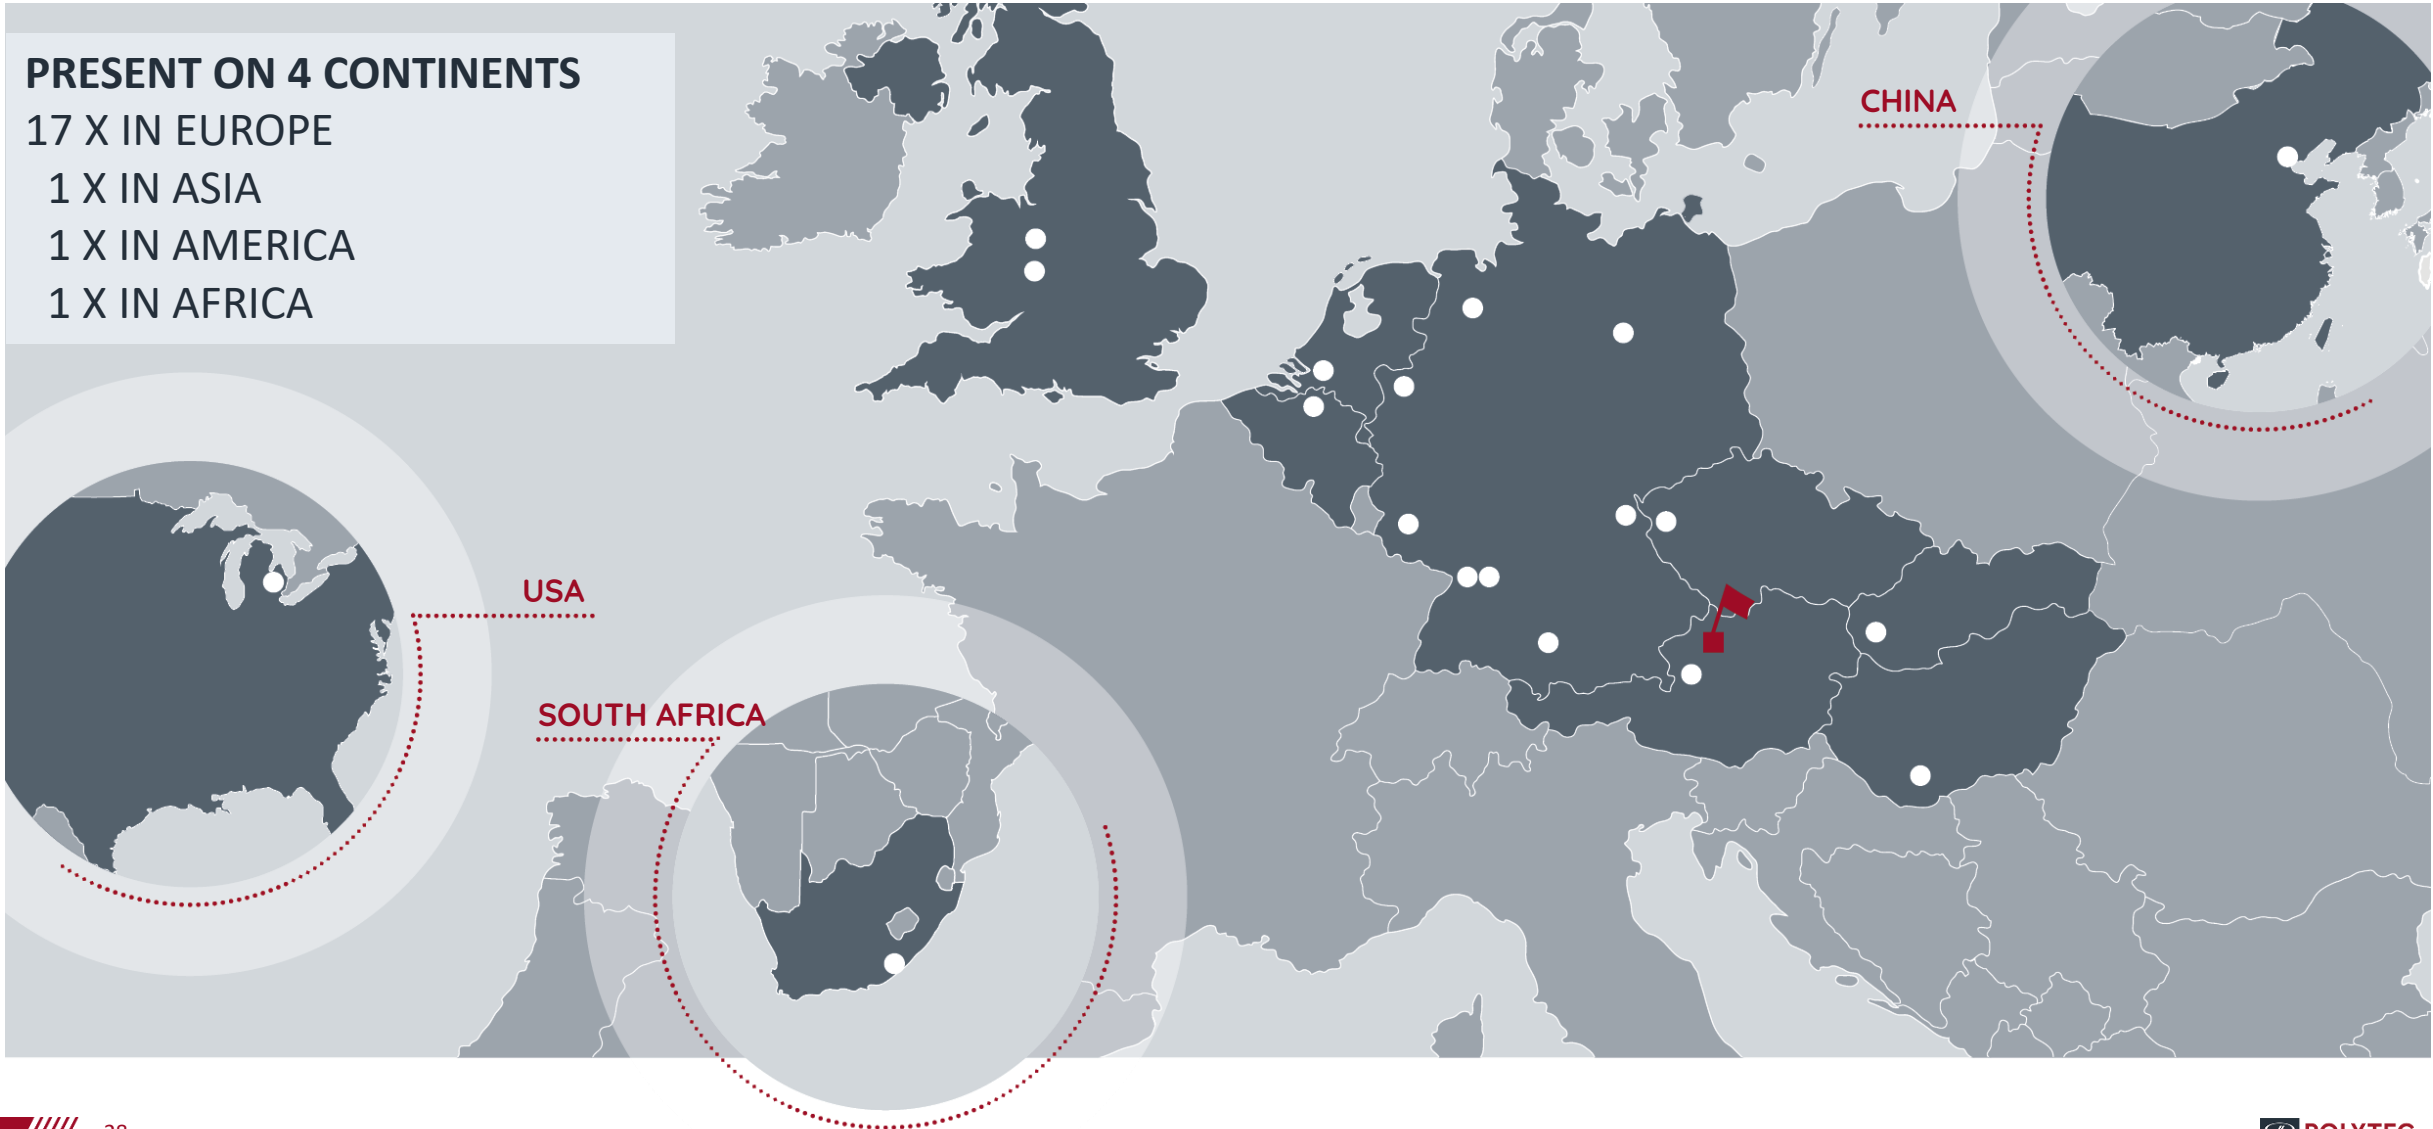 PRESENT ON 4 CONTINENTS
17 X IN EUROPE
1 X IN ASIA
1 X IN AMERICA
1 X IN AFRICA
CHINA
USA
SOUTH AFRICA